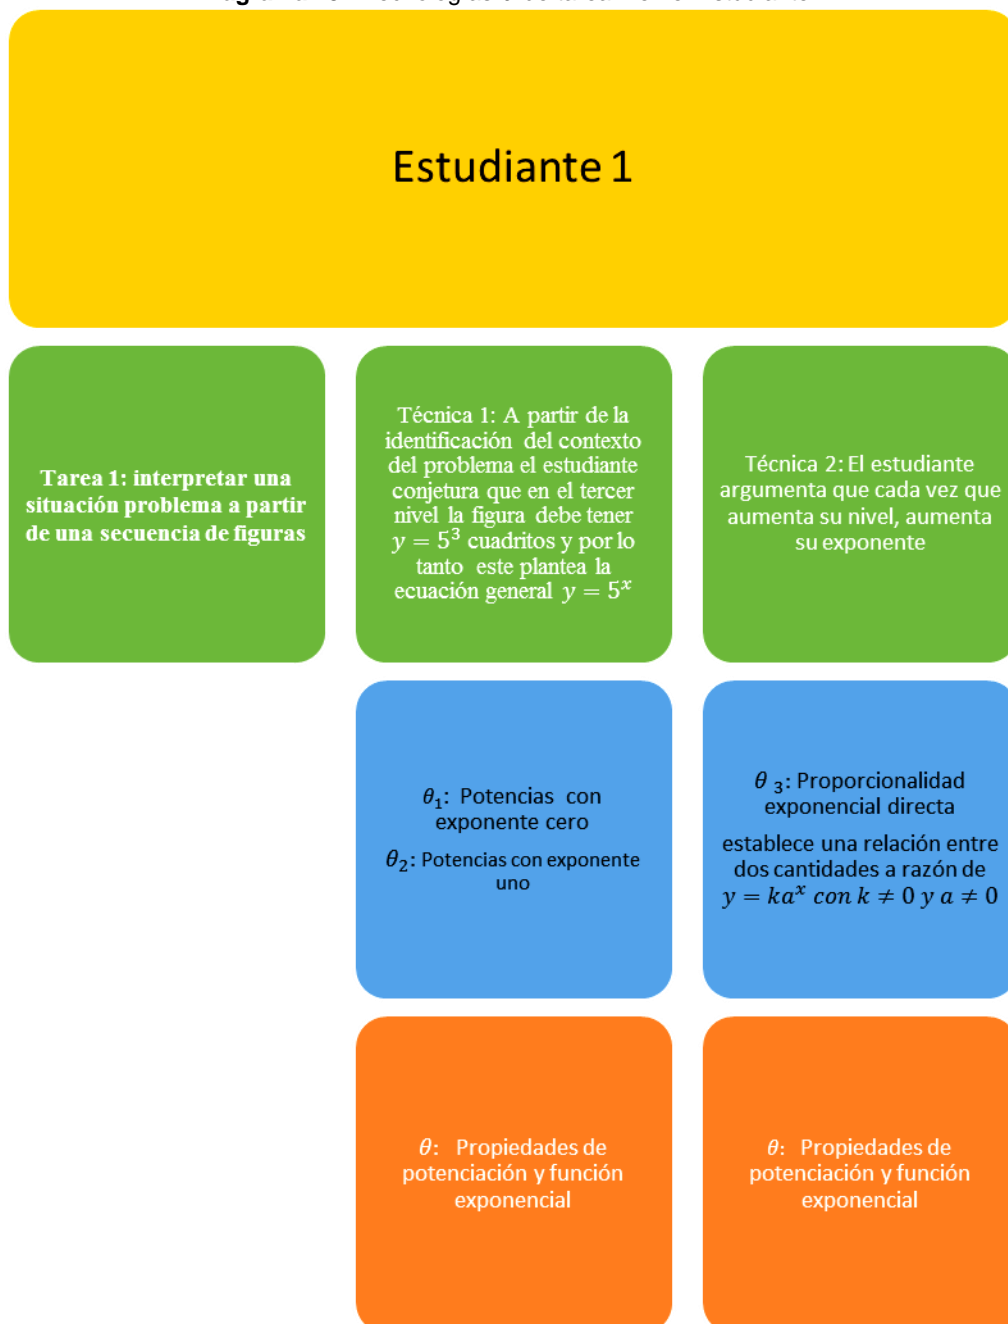 Estudiante 1
Tarea 1: interpretar una
situación problema a partir
de una secuencia de figuras
Técnica 1: A partir de la
identificación del contexto
del problema el estudiante
conjetura que en el tercer
nivel la figura debe tener
y = 5³ cuadritos y por lo
tanto este plantea la
ecuación general y = 5ˣ
Técnica 2: El estudiante
argumenta que cada vez que
aumenta su nivel, aumenta
su exponente
θ₁: Potencias con
exponente cero
θ₂: Potencias con exponente
uno
θ ₃: Proporcionalidad
exponencial directa
establece una relación entre
dos cantidades a razón de
y = kaˣ con k ≠ 0 y a ≠ 0
θ: Propiedades de
potenciación y función
exponencial
θ: Propiedades de
potenciación y función
exponencial